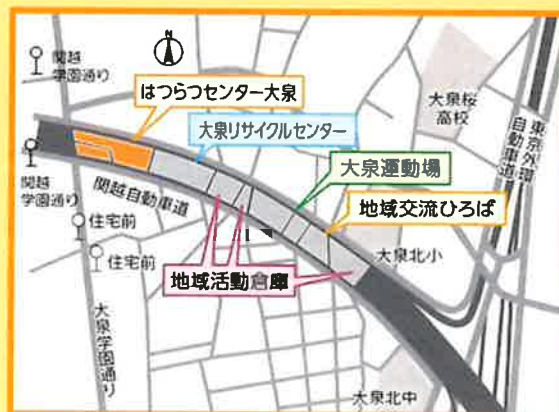 N
関越
学園通り
はつらつセンター大泉
大泉リサイクルセンター
大泉桜
高校
東京外環
自動車道
大泉運動場
関越
学園通り
関越自動車道
地域交流ひろば
住宅前
大泉北小
住宅前
地域活動倉庫
大泉学園通り
大泉北中